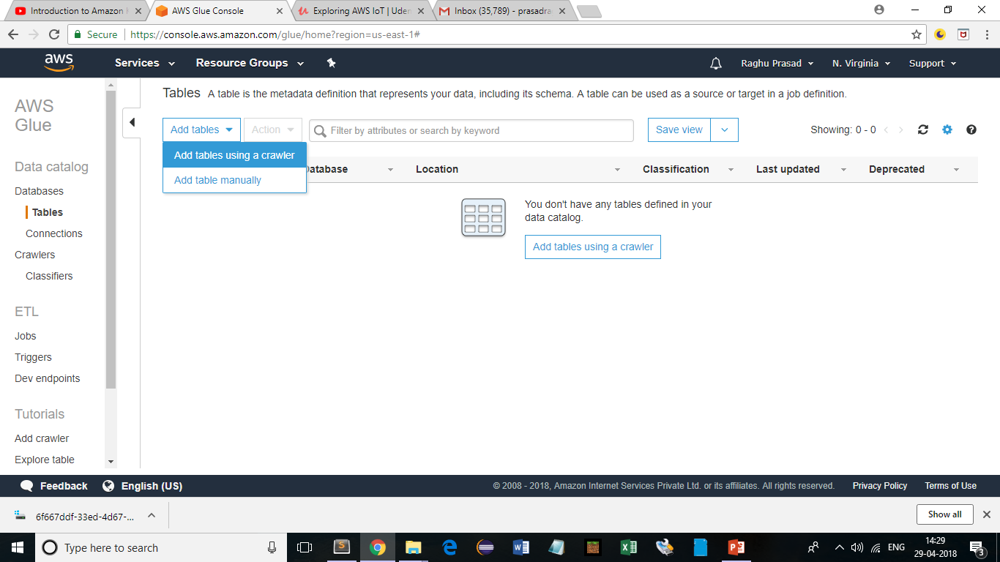 Introduction to Amazon
AWS Glue Console
Exploring AWS IoT | Uder
Inbox (35,789) - prasadra
Secure
https://console.aws.amazon.com/glue/home?region=us-east-1#
aws
Services
Resource Groups
Raghu Prasad
N. Virginia
Support
AWS
Glue
Data catalog
Databases
Tables
Connections
Crawlers
Classifiers
ETL
Jobs
Triggers
Dev endpoints
Tutorials
Add crawler
Explore table
Tables A table is the metadata definition that represents your data, including its schema. A table can be used as a source or target in a job definition.
Add tables
Action
Filter by attributes or search by keyword
Save view
Showing: 0 - 0
Add tables using a crawler
Add table manually
Database
Location
Classification
Last updated
Deprecated
You don't have any tables defined in your
data catalog.
Add tables using a crawler
Feedback
English (US)
© 2008 - 2018, Amazon Internet Services Private Ltd. or its affiliates. All rights reserved.
Privacy Policy
Terms of Use
6f667ddf-33ed-4d67-...
Show all
Type here to search
ENG
14:29
29-04-2018
3